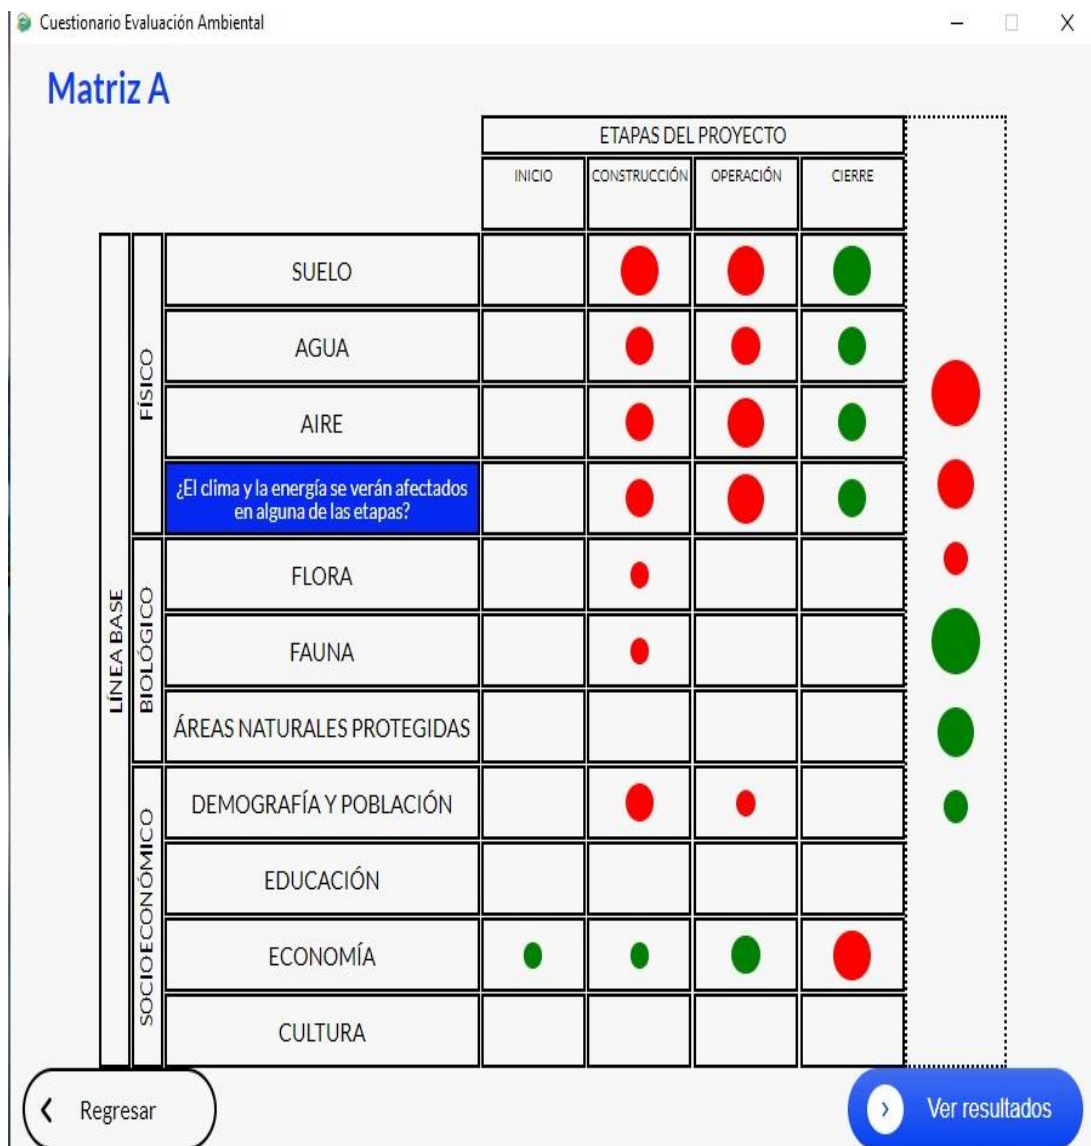 Cuestionario Evaluación Ambiental
X
Matriz A
ETAPAS DEL PROYECTO
INICIO CONSTRUCCIÓN OPERACIÓN CIERRE
LÍNEA BASE
FÍSICO
SUELO
AGUA
AIRE
¿El clima y la energía se verán afectados
en alguna de las etapas?
BIOLÓGICO
FLORA
FAUNA
ÁREAS NATURALES PROTEGIDAS
SOCIOECONÓMICO
DEMOGRAFÍA Y POBLACIÓN
EDUCACIÓN
ECONOMÍA
CULTURA
Regresar
Ver resultados